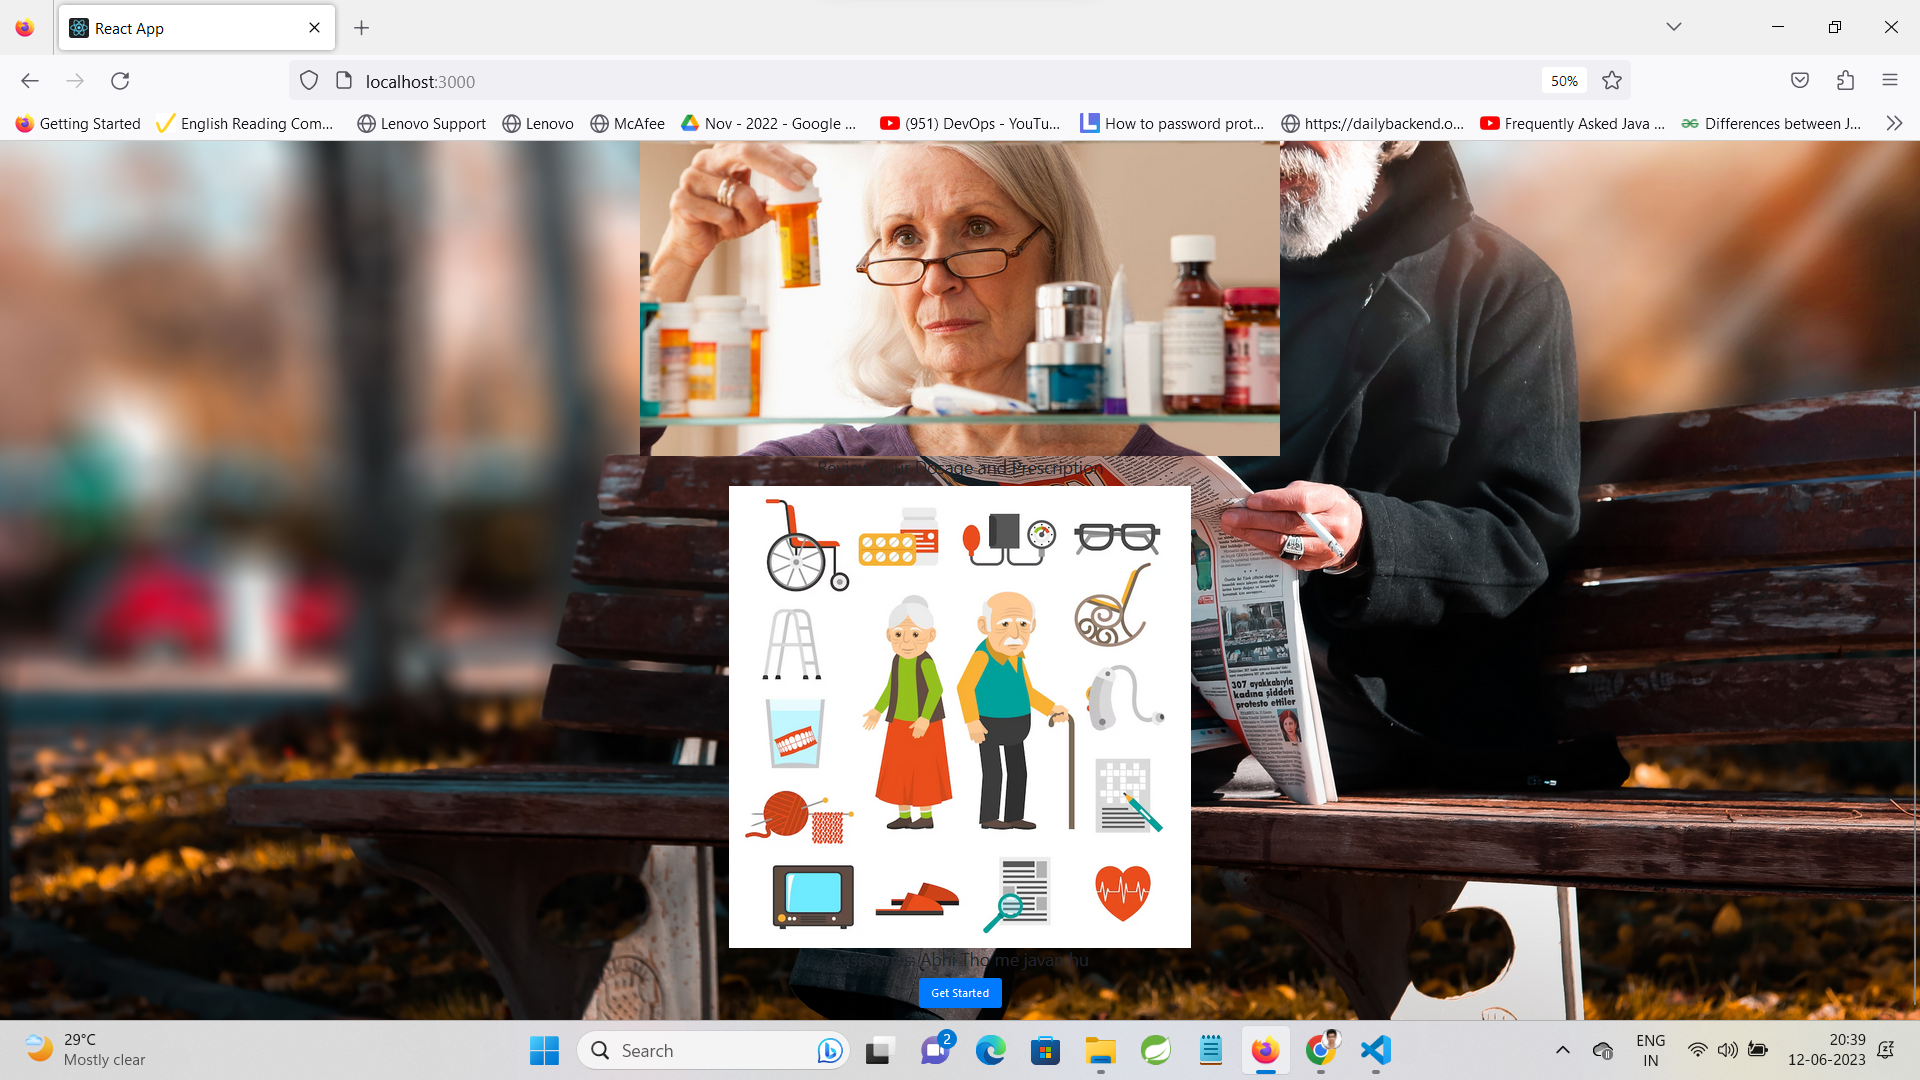 React App
localhost:3000
50%
Getting Started
English Reading Com...
Lenovo Support
Lenovo
McAfee
Nov - 2022 - Google ...
(951) DevOps - YouTu...
How to password prot...
https://dailybackend.o...
Frequently Asked Java ...
Differences between J...
Dosage and Prescription
307 ayakkabıyla
kadına şiddeti
protesto ettiler
Abhi Tho me javan hu
Get Started
29°C
Mostly clear
Search
2
ENG
IN
20:39
12-06-2023